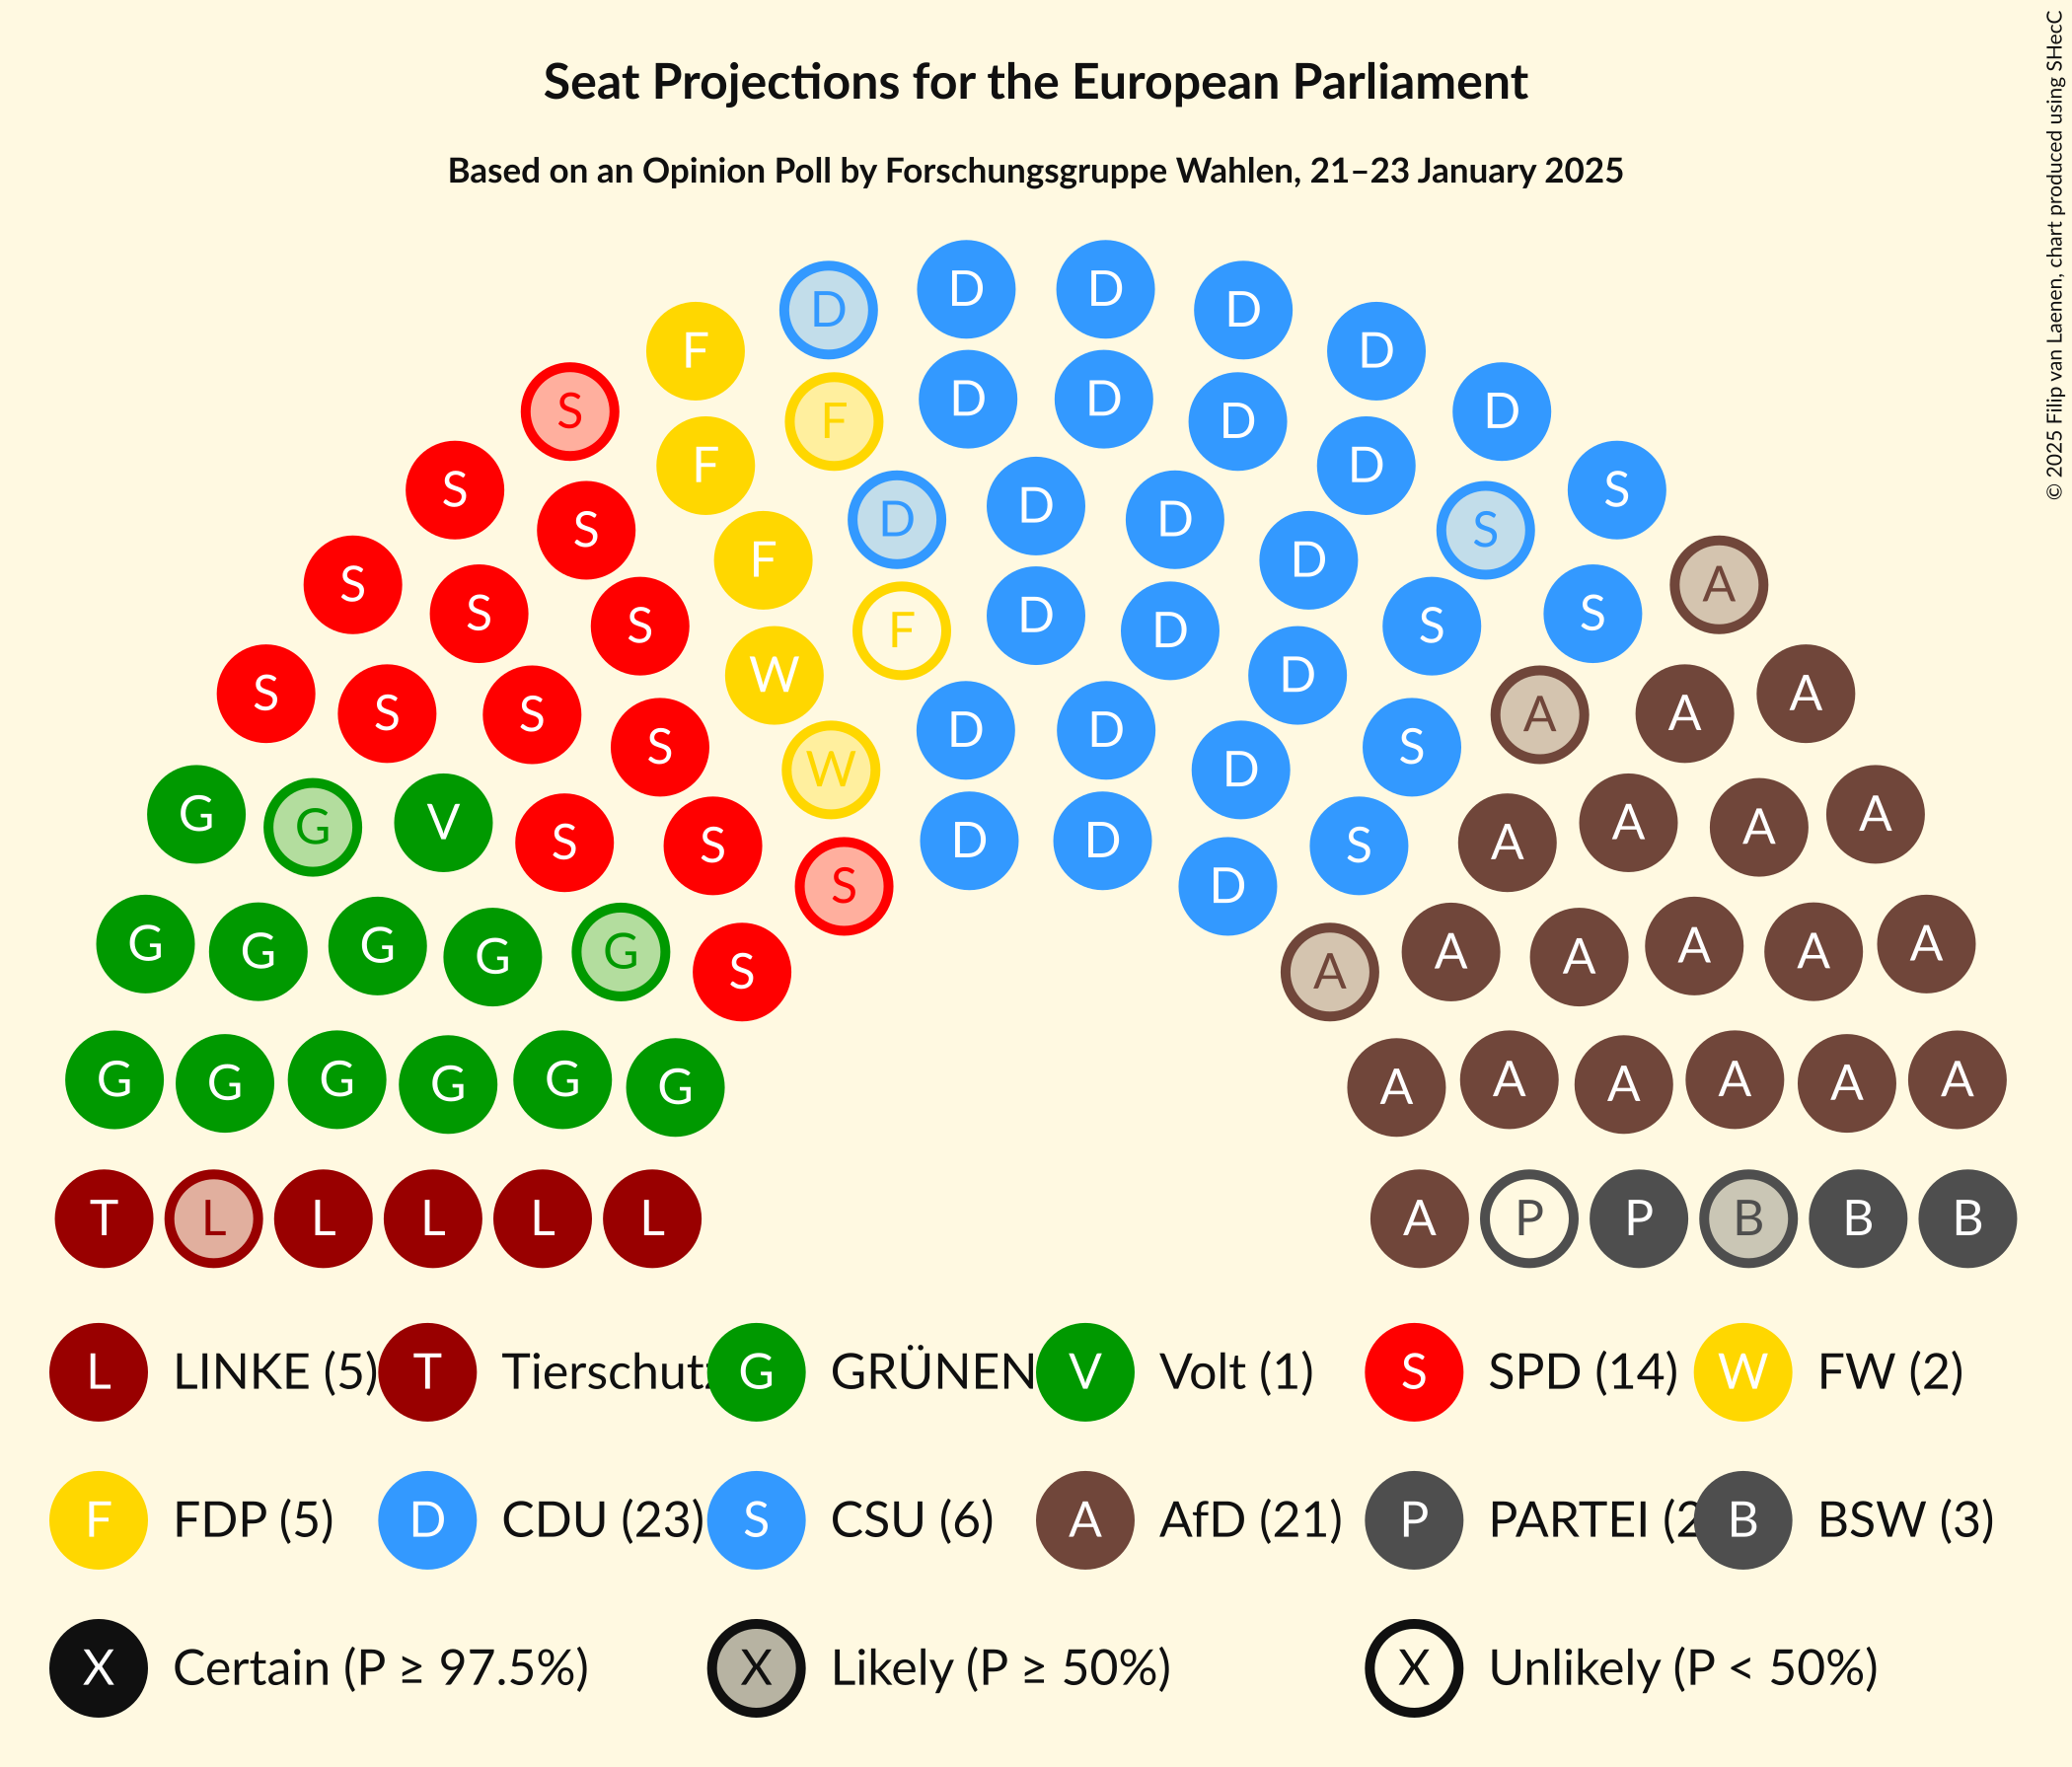 Seat Projections for the European Parliament
Based on an Opinion Poll by Forschungsgruppe Wahlen, 21–23 January 2025
© 2025 Filip van Laenen, chart produced using SHecC
D D D D
F D D
S D D D D F D
S F D D D S
S F D D D S
S S D S A
S S F D D S
S S W D D A A A
S S S D D D S
G G V S S W D D S A A A A
S D
G G G G G S A A A A A A
G G G G G G A A A A A A
T L L L L L A P P B B B
L LINKE (5) T Tierschutz G GRÜNEN V Volt (1) S SPD (14) W FW (2)
F FDP (5) D CDU (23) S CSU (6) A AfD (21) P PARTEI (2 B BSW (3)
X Certain (P ≥ 97.5%) X Likely (P ≥ 50%) X Unlikely (P < 50%)